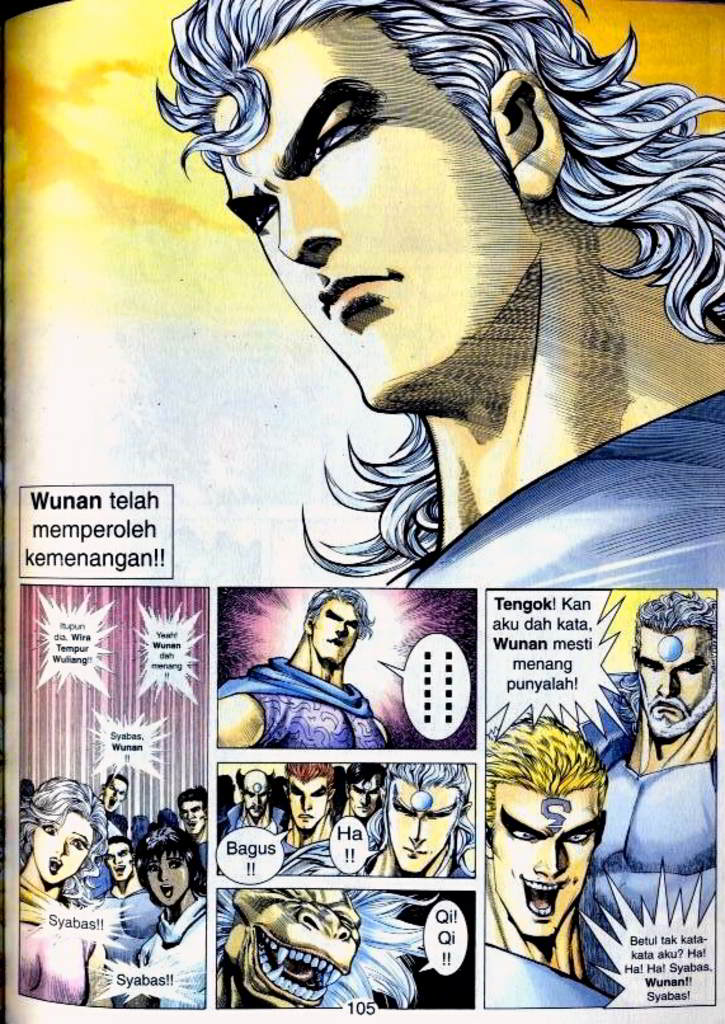 Wunan telah
memperoleh
kemenangan!!
Itupun
dia, Wira
Tempur
Wuliang!!
Yeah!
Wunan
dah
menang
!!
Syabas,
Wunan
!!
Syabas!!
Syabas!!
Bagus
!!
Ha
!!
Qi!
Qi
!!
Tengok! Kan
aku dah kata,
Wunan mesti
menang
punyalah!
Betul tak kata-
kata aku? Ha!
Ha! Ha! Syabas,
Wunan!!
Syabas!
105